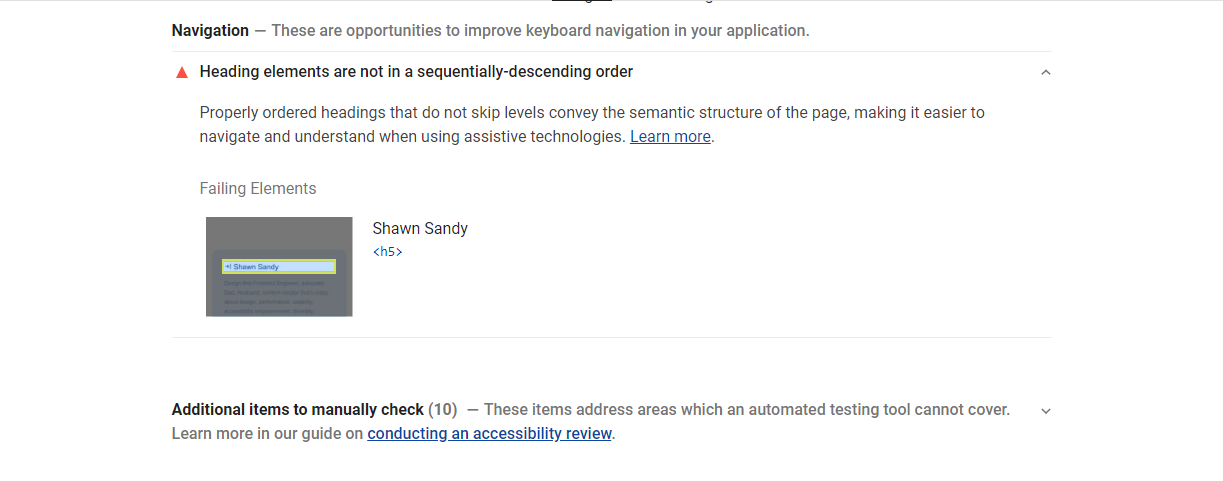 Navigation — These are opportunities to improve keyboard navigation in your application.
Heading elements are not in a sequentially-descending order
Properly ordered headings that do not skip levels convey the semantic structure of the page, making it easier to
navigate and understand when using assistive technologies. Learn more.
Failing Elements
Shawn Sandy
<h5>
Shawn Sandy
Additional items to manually check (10) — These items address areas which an automated testing tool cannot cover.
Learn more in our guide on conducting an accessibility review.